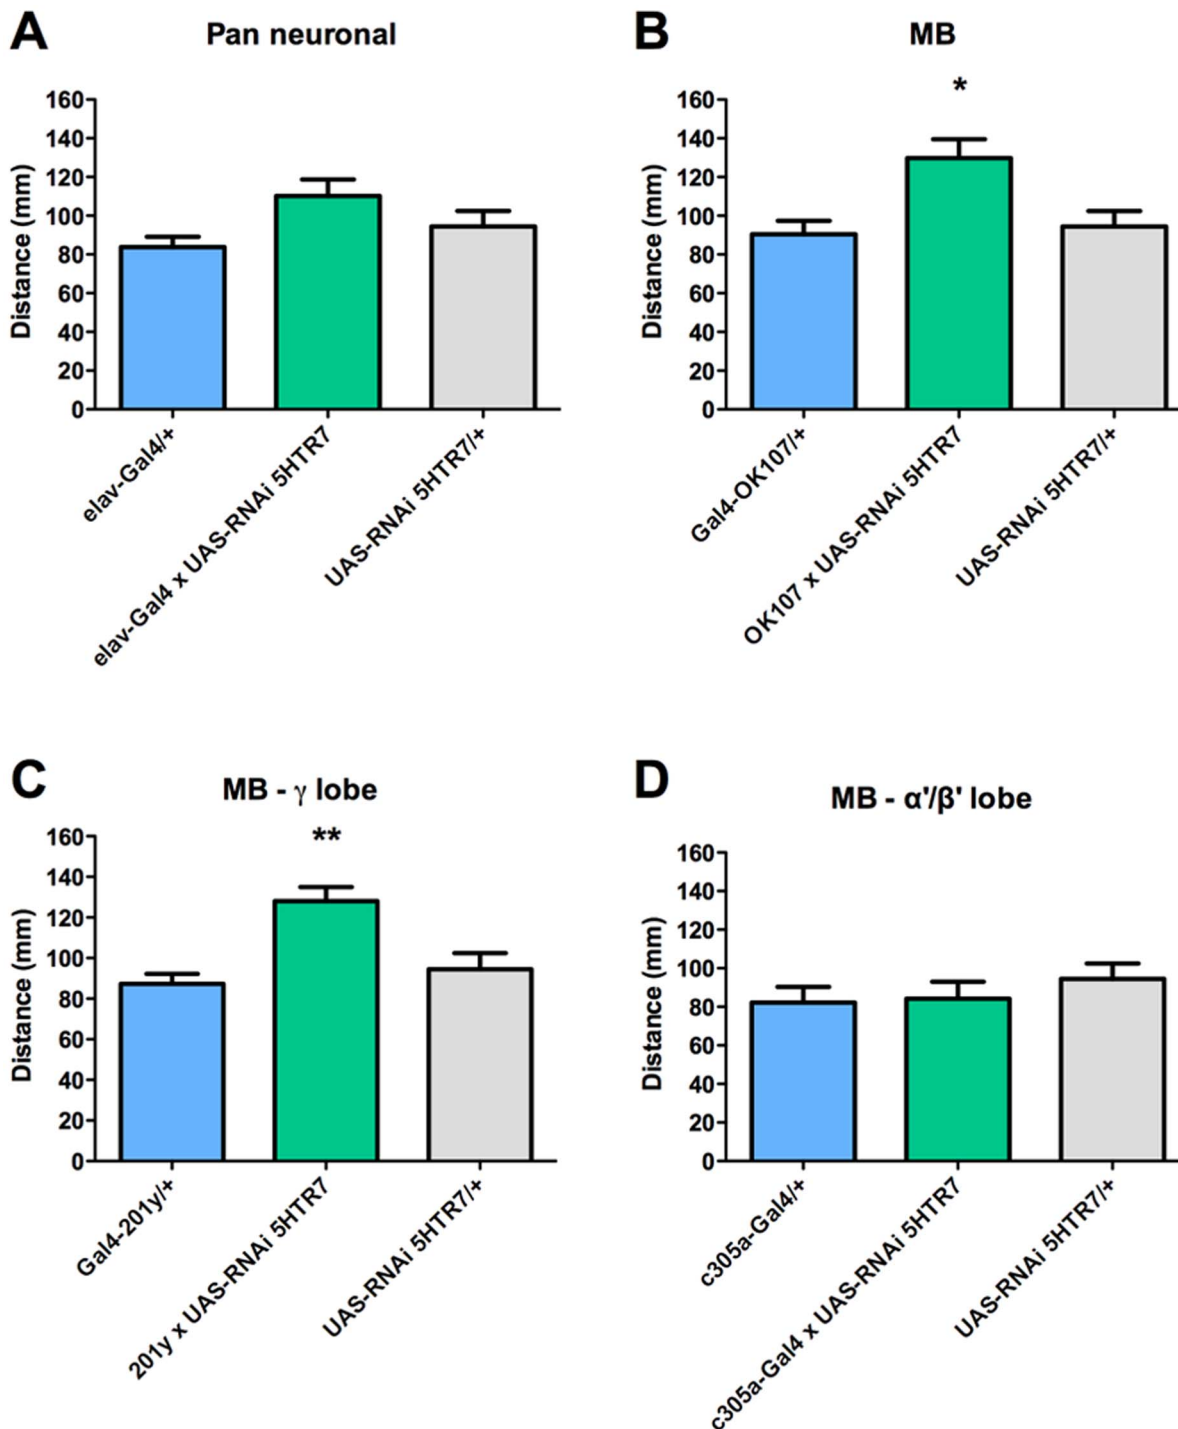 A
Pan neuronal
160
140
120
100
80
60
40
20
0
Distance (mm)
elav-Gal4/+
elav-Gal4 x UAS-RNAi 5HTR7
UAS-RNAi 5HTR7/+
B
MB
*
160
140
120
100
80
60
40
20
0
Distance (mm)
Gal4-OK107/+
OK107 x UAS-RNAi 5HTR7
UAS-RNAi 5HTR7/+
C
MB - γ lobe
**
160
140
120
100
80
60
40
20
0
Distance (mm)
Gal4-201y/+
201y x UAS-RNAi 5HTR7
UAS-RNAi 5HTR7/+
D
MB - α'/β' lobe
160
140
120
100
80
60
40
20
0
Distance (mm)
c305a-Gal4/+
c305a-Gal4 x UAS-RNAi 5HTR7
UAS-RNAi 5HTR7/+